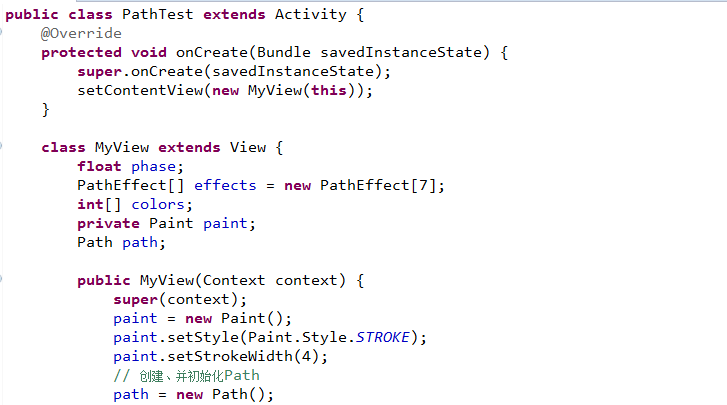 public class PathTest extends Activity {
@Override
protected void onCreate(Bundle savedInstanceState) {
super.onCreate(savedInstanceState);
setContentView(new MyView(this));
}
class MyView extends View {
float phase;
PathEffect[] effects = new PathEffect[7];
int[] colors;
private Paint paint;
Path path;
public MyView(Context context) {
super(context);
paint = new Paint();
paint.setStyle(Paint.Style.STROKE);
paint.setStrokeWidth(4);
// 创建、并初始化Path
path = new Path();